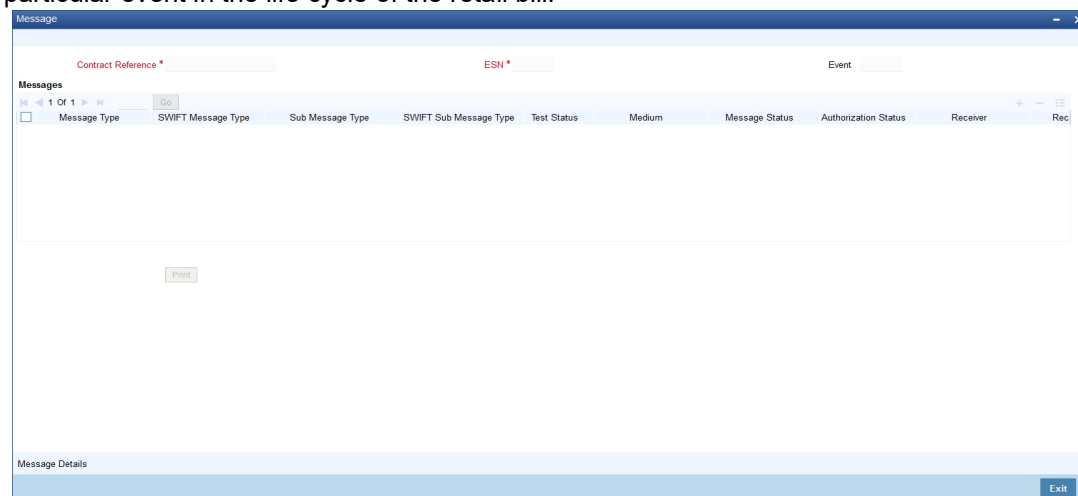 particular event in the life cycle of the retail bill.
Message
Contract Reference * ESN * Event
Messages
1 Of 1 Go
Message Type SWIFT Message Type Sub Message Type SWIFT Sub Message Type Test Status Medium Message Status Authorization Status Receiver Rec
Print
Message Details
Exit